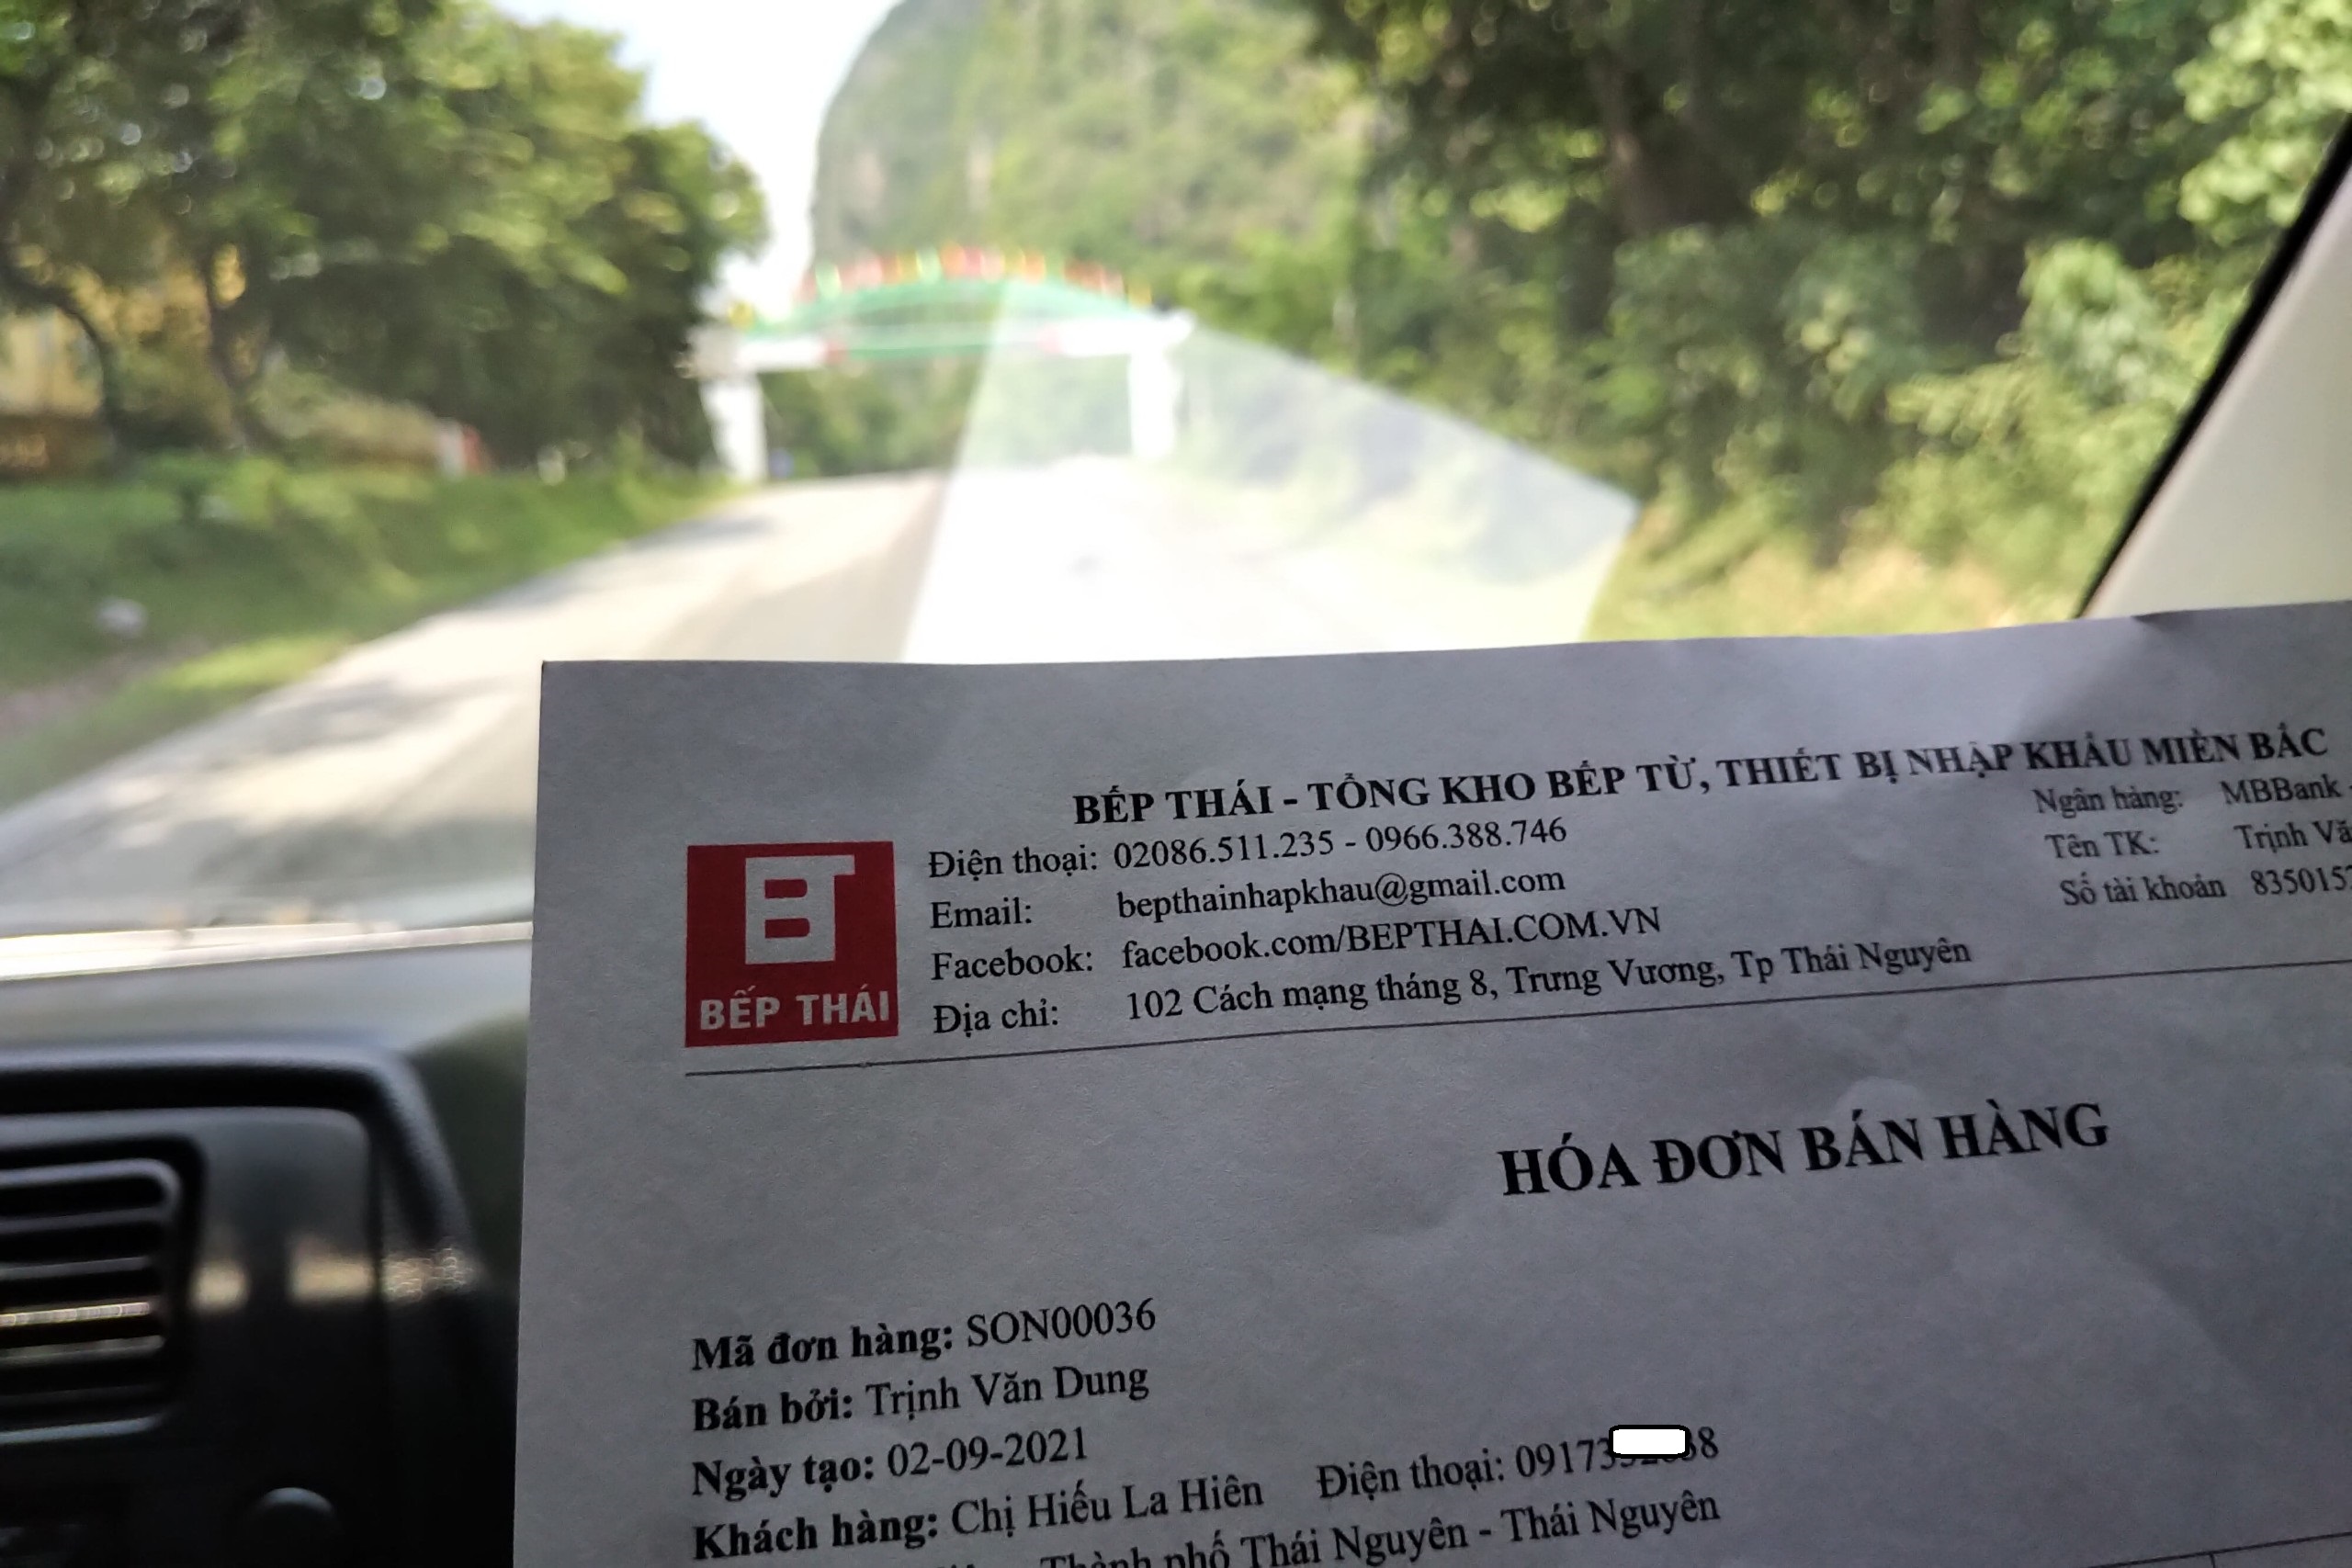 BẾP THÁI - TỔNG KHO BẾP TỪ, THIẾT BỊ NHẬP KHẨU MIỀN BẮC
Điện thoại: 02086.511.235 - 0966.388.746
Email: bepthainhapkhau@gmail.com
Facebook: facebook.com/BEPTHAI.COM.VN
Địa chỉ: 102 Cách mạng tháng 8, Trưng Vương, Tp Thái Nguyên
Ngân hàng: MBBank
Tên TK: Trịnh Vă
Số tài khoản 835015
BẾP THÁI
HÓA ĐƠN BÁN HÀNG
Mã đơn hàng: SON00036
Bán bởi: Trịnh Văn Dung
Ngày tạo: 02-09-2021
Khách hàng: Chị Hiếu La Hiên Điện thoại: 09173
Thành phố Thái Nguyên - Thái Nguyên